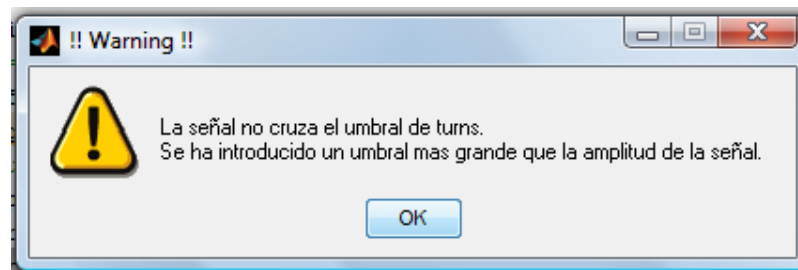 !! Warning !!
La señal no cruza el umbral de turns.
Se ha introducido un umbral mas grande que la amplitud de la señal.
OK